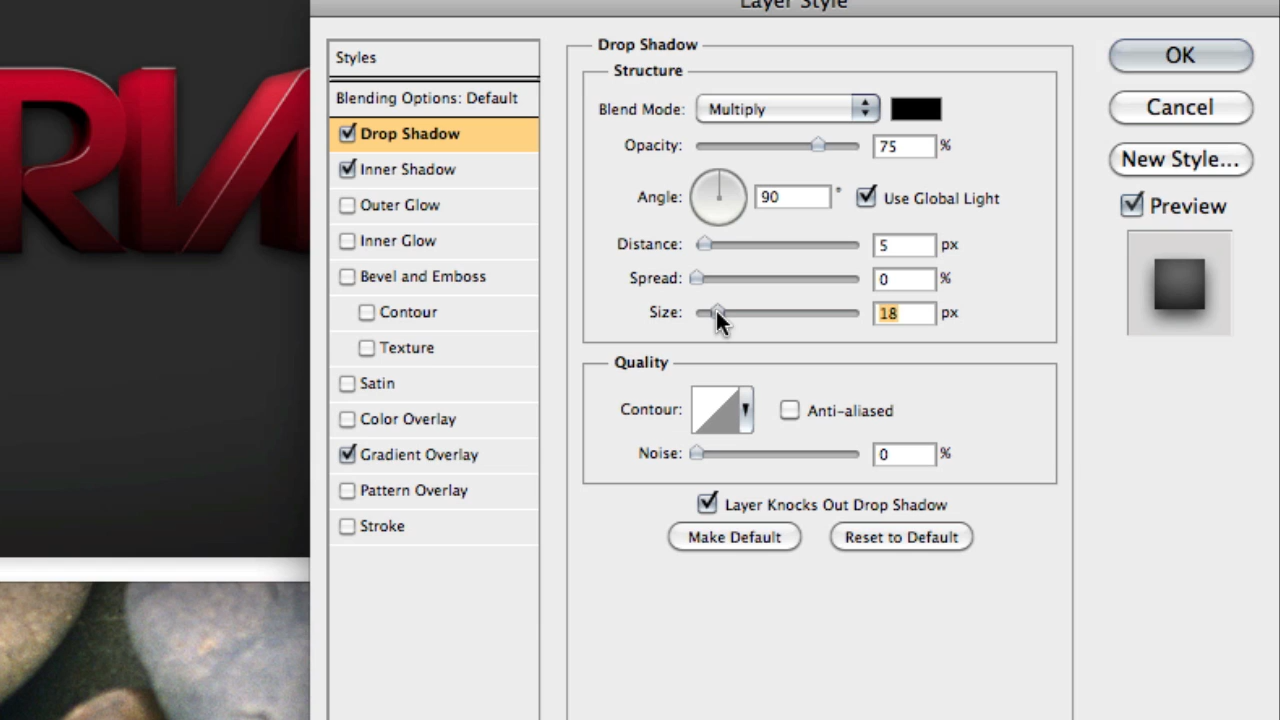 Layer Style
RVA
Styles
Blending Options: Default
Drop Shadow
Inner Shadow
Outer Glow
Inner Glow
Bevel and Emboss
Contour
Texture
Satin
Color Overlay
Gradient Overlay
Pattern Overlay
Stroke
Drop Shadow
Structure
Blend Mode: Multiply
Opacity: 75 %
Angle: 90 ° Use Global Light
Distance: 5 px
Spread: 0 %
Size: 18 px
Quality
Contour: Anti-aliased
Noise: 0 %
Layer Knocks Out Drop Shadow
Make Default Reset to Default
OK
Cancel
New Style...
Preview